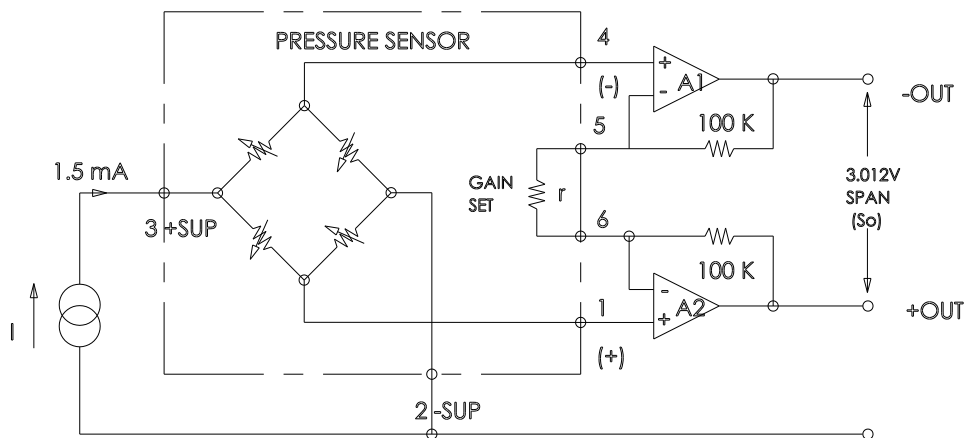 PRESSURE SENSOR
4
(-)
+
-
A1
-OUT
5
100 K
1.5 mA
GAIN
SET
r
3.012V
SPAN
(So)
3 +SUP
6
100 K
-
+
A2
+OUT
1
(+)
I
2 -SUP